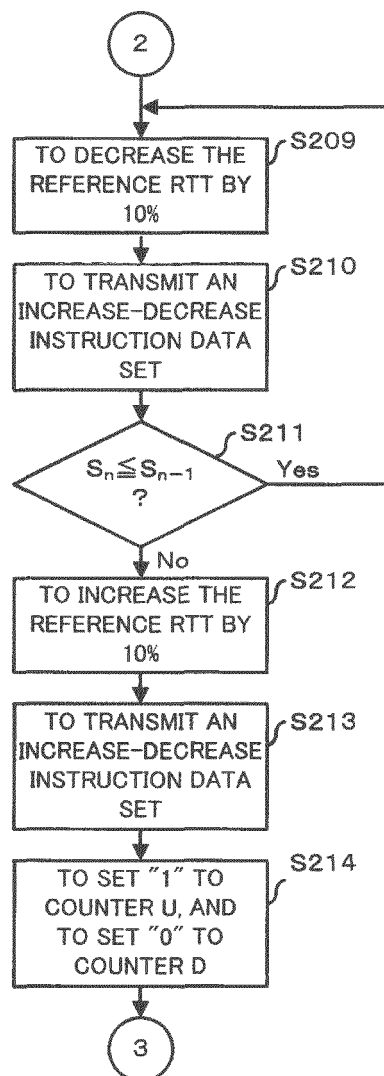 2
S209
TO DECREASE THE
REFERENCE RTT BY
10%
S210
TO TRANSMIT AN
INCREASE-DECREASE
INSTRUCTION DATA
SET
S211
Sn≦Sn-1
?
Yes
No
S212
TO INCREASE THE
REFERENCE RTT BY
10%
S213
TO TRANSMIT AN
INCREASE-DECREASE
INSTRUCTION DATA
SET
S214
TO SET "1" TO
COUNTER U, AND
TO SET "0" TO
COUNTER D
3